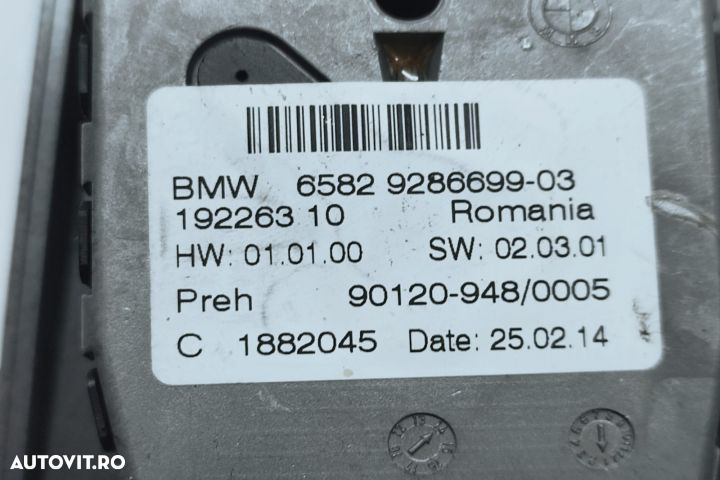 BMW 6582 9286699-03
192263 10 Romania
HW: 01.01.00 SW: 02.03.01
Preh 90120-948/0005
C 1882045 Date: 25.02.14
AUTOVIT.RO